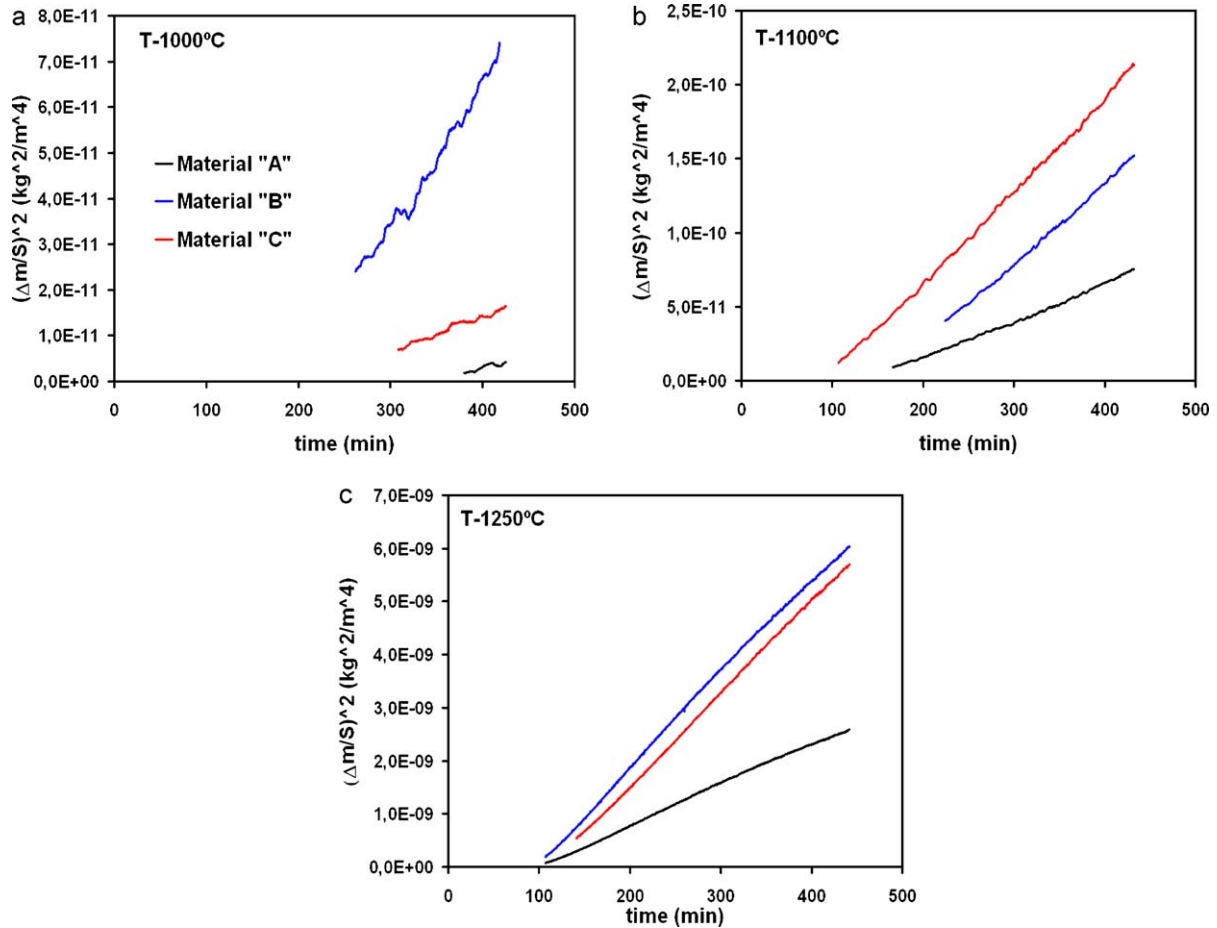 a
T-1000ºC
8,0E-11
7,0E-11
6,0E-11
5,0E-11
4,0E-11
3,0E-11
2,0E-11
1,0E-11
0,0E+00
(Δm/S)^2 (kg^2/m^4)
Material "A"
Material "B"
Material "C"
0 100 200 300 400 500
time (min)
b
T-1100ºC
2,5E-10
2,0E-10
1,5E-10
1,0E-10
5,0E-11
0,0E+00
(Δm/S)^2 (kg^2/m^4)
0 100 200 300 400 500
time (min)
C
T-1250ºC
7,0E-09
6,0E-09
5,0E-09
4,0E-09
3,0E-09
2,0E-09
1,0E-09
0,0E+00
(Δm/S)^2 (kg^2/m^4)
0 100 200 300 400 500
time (min)